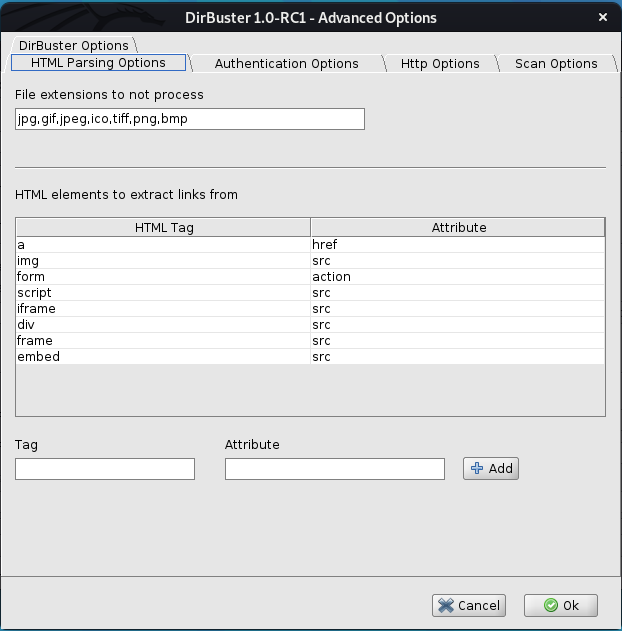 DirBuster 1.0-RC1 - Advanced Options
×
DirBuster Options
HTML Parsing Options Authentication Options Http Options Scan Options
File extensions to not process
jpg,gif,jpeg,ico,tiff,png,bmp
HTML elements to extract links from
HTML Tag Attribute
a href
img src
form action
script src
iframe src
div src
frame src
embed src
Tag Attribute
Add
Cancel Ok